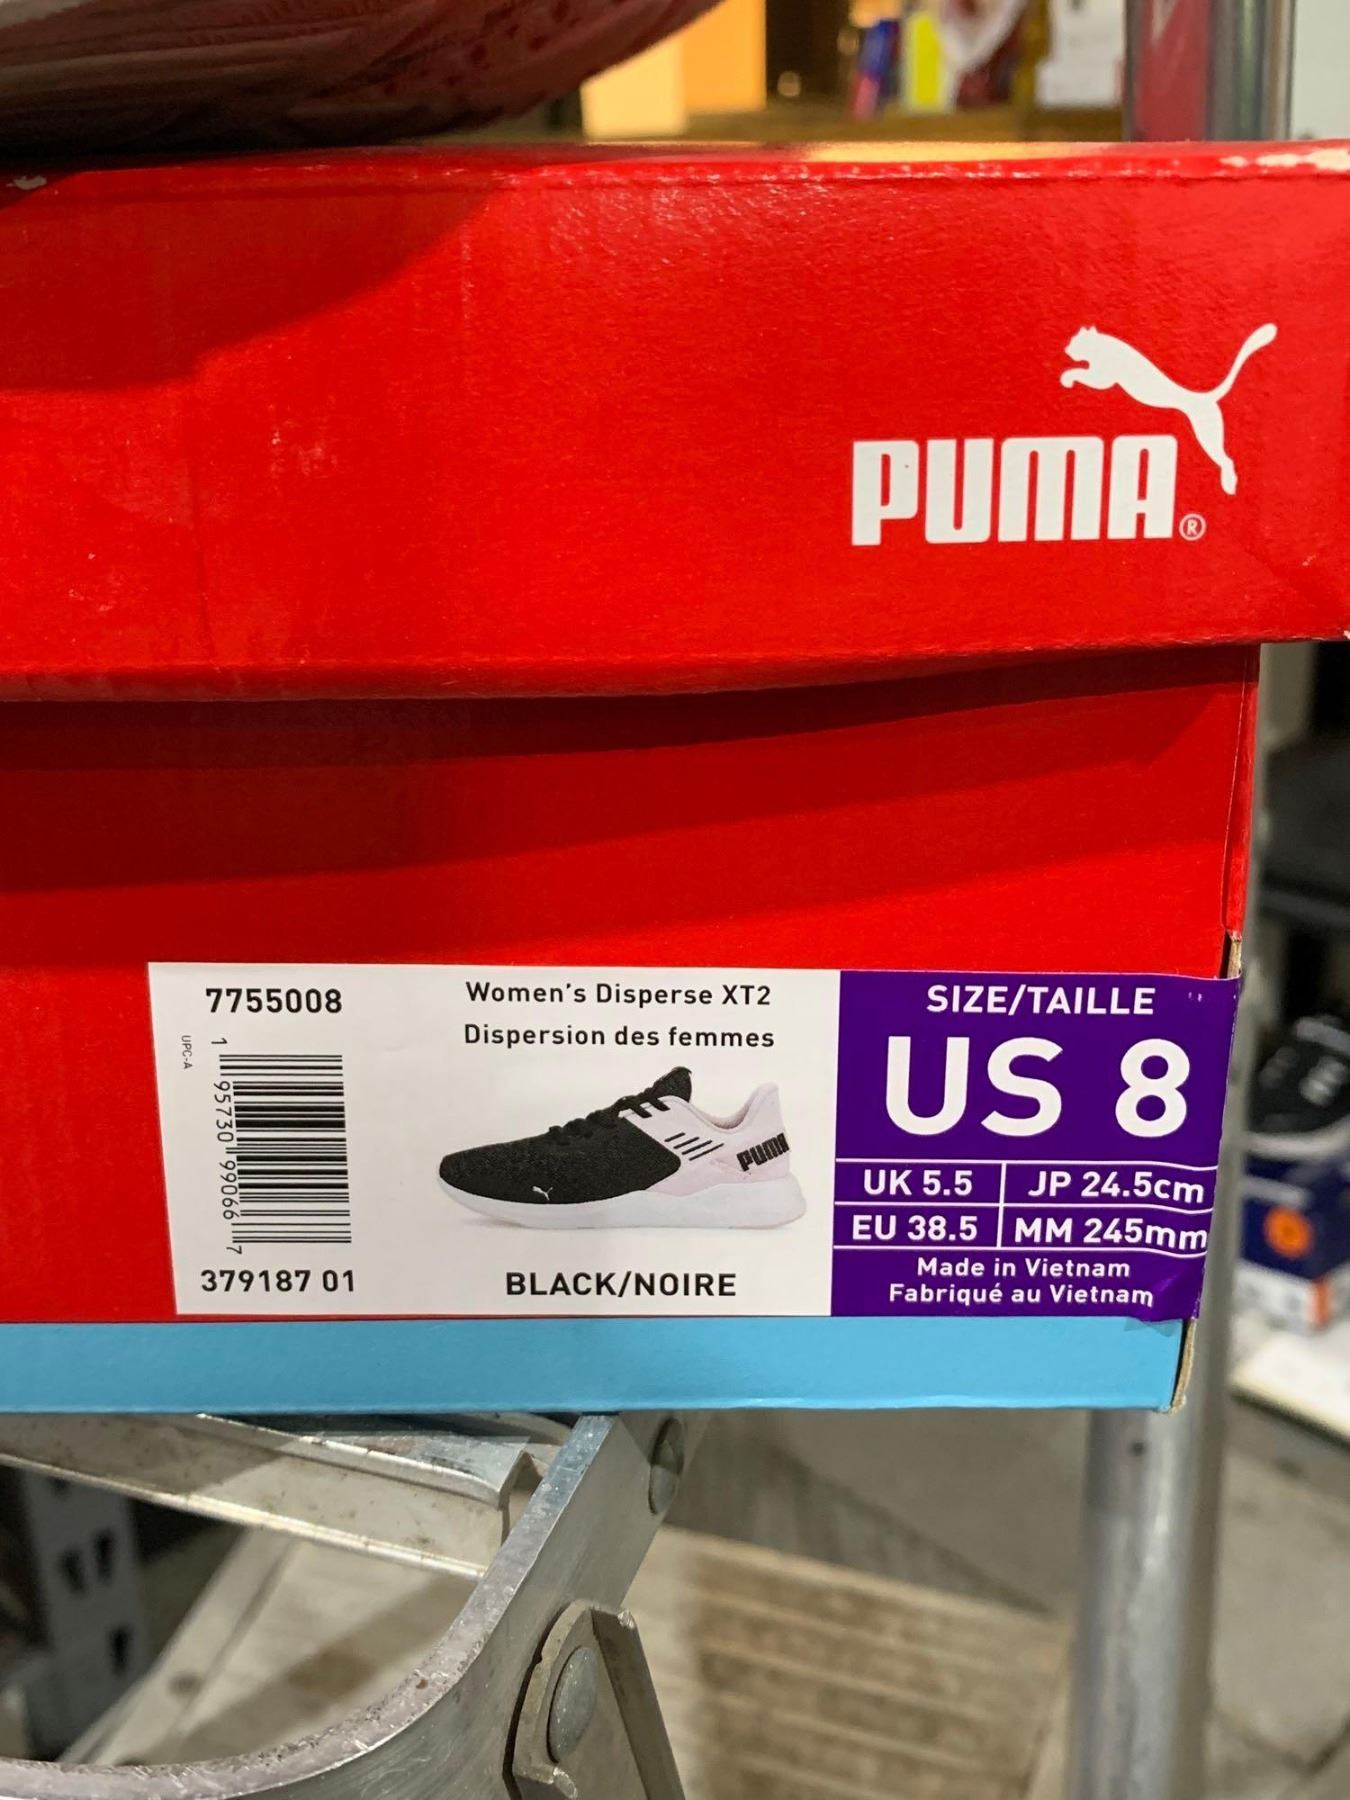 PUMA®
7755008
UPC-A
1 95730 99066 7
379187 01
Women's Disperse XT2
Dispersion des femmes
PUMA
BLACK/NOIRE
SIZE/TAILLE
US 8
UK 5.5 JP 24.5cm
EU 38.5 MM 245mm
Made in Vietnam
Fabriqué au Vietnam